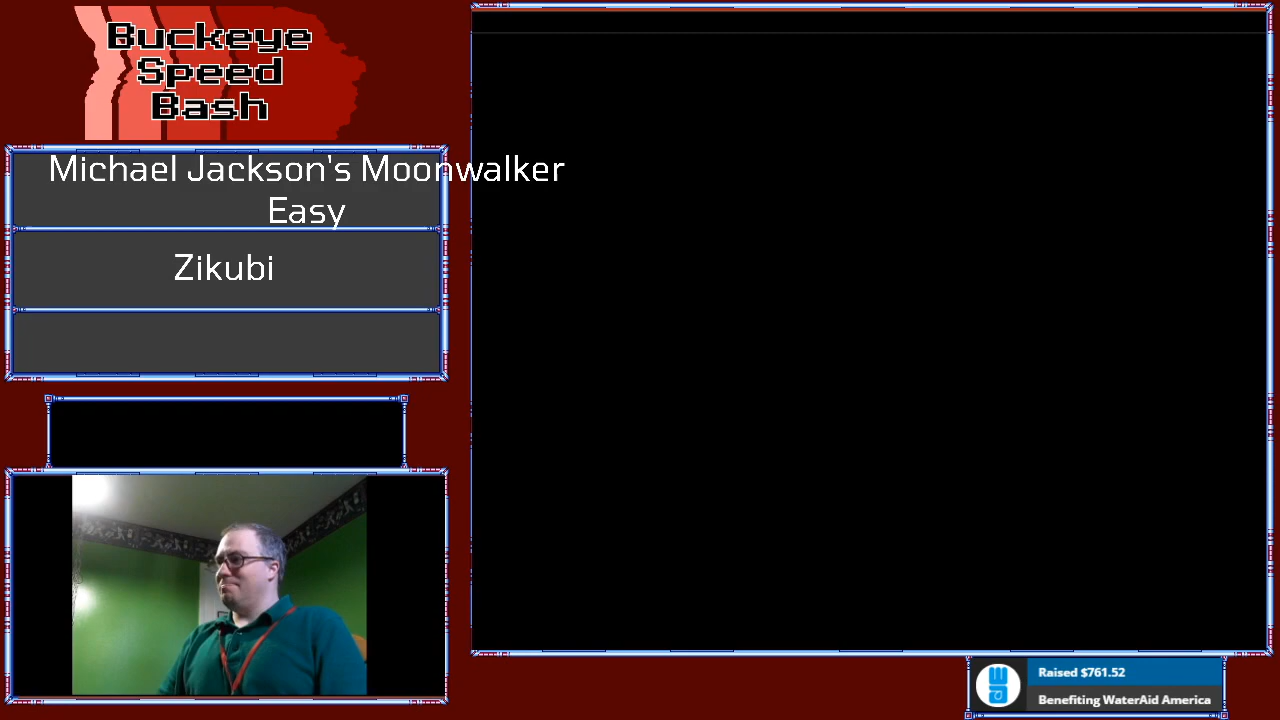 Buckeye
Speed
Bash
Michael Jackson's Moonwalker
Easy
Zikubi
Raised $761.52
Benefiting WaterAid America